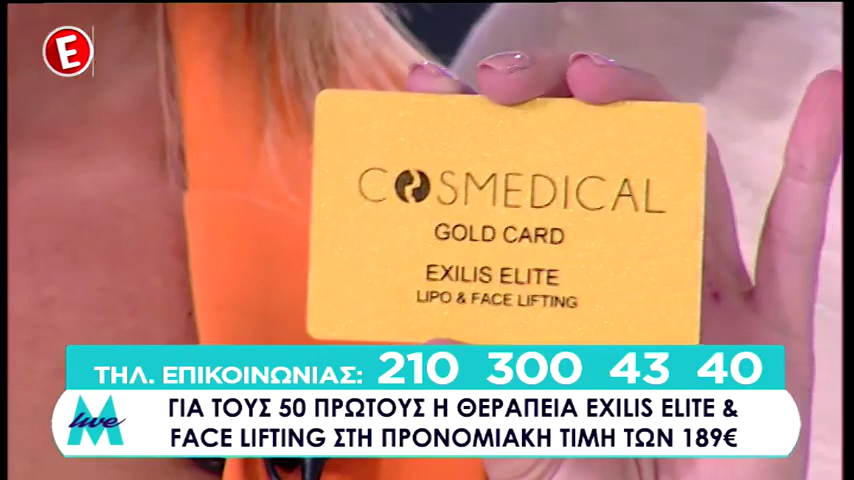 E
COSMEDICAL
GOLD CARD
EXILIS ELITE
LIPO & FACE LIFTING
ΤΗΛ. ΕΠΙΚΟΙΝΩΝΙΑΣ: 210 300 43 40
M live
ΓΙΑ ΤΟΥΣ 50 ΠΡΩΤΟΥΣ Η ΘΕΡΑΠΕΙΑ EXILIS ELITE &
FACE LIFTING ΣΤΗ ΠΡΟΝΟΜΙΑΚΗ ΤΙΜΗ ΤΩΝ 189€